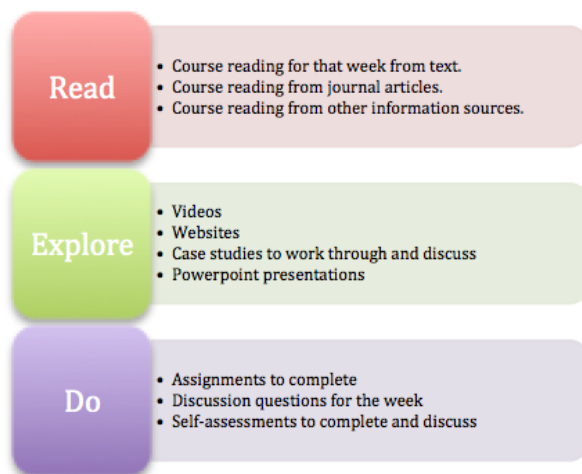 Read
• Course reading for that week from text.
• Course reading from journal articles.
• Course reading from other information sources.
Explore
• Videos
• Websites
• Case studies to work through and discuss
• Powerpoint presentations
Do
• Assignments to complete
• Discussion questions for the week
• Self-assessments to complete and discuss